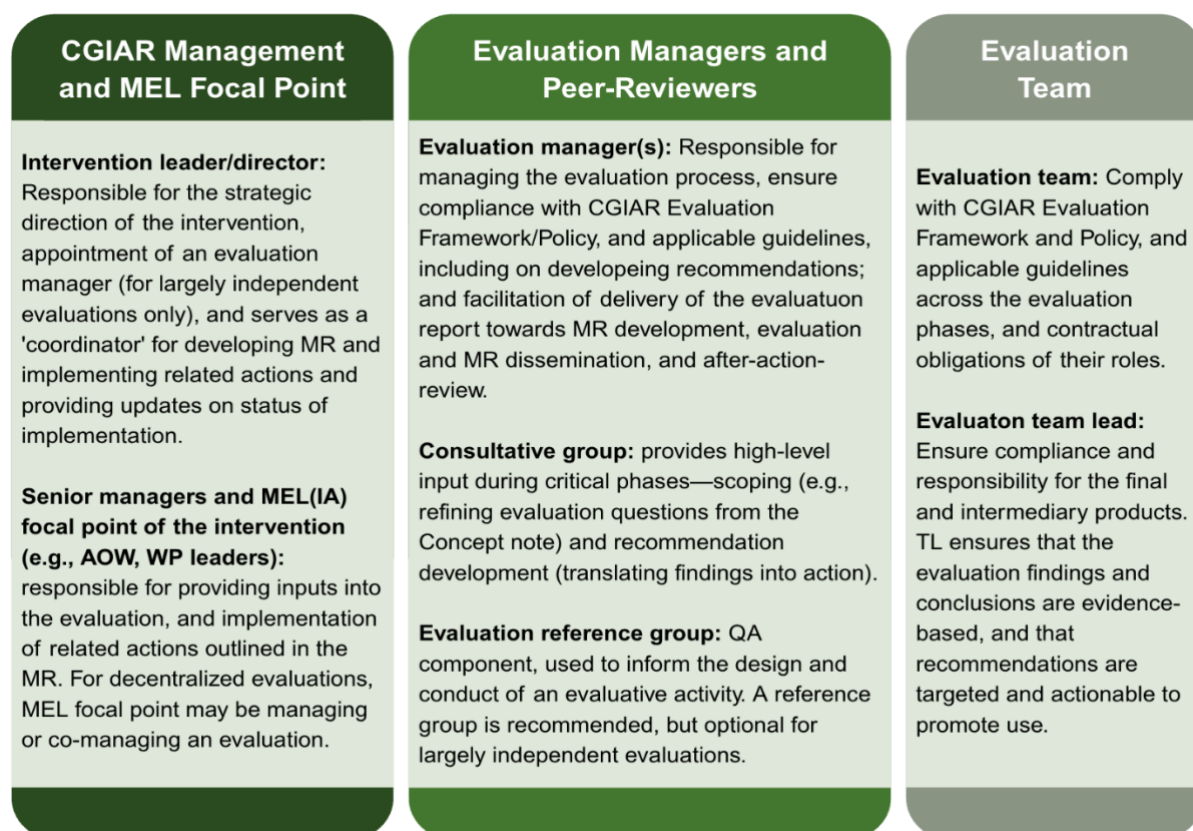 CGIAR Management
and MEL Focal Point
Intervention leader/director:
Responsible for the strategic
direction of the intervention,
appointment of an evaluation
manager (for largely independent
evaluations only), and serves as a
'coordinator' for developing MR and
implementing related actions and
providing updates on status of
implementation.
Senior managers and MEL(IA)
focal point of the intervention
(e.g., AOW, WP leaders):
responsible for providing inputs into
the evaluation, and implementation
of related actions outlined in the
MR. For decentralized evaluations,
MEL focal point may be managing
or co-managing an evaluation.
Evaluation Managers and
Peer-Reviewers
Evaluation manager(s): Responsible for
managing the evaluation process, ensure
compliance with CGIAR Evaluation
Framework/Policy, and applicable guidelines,
including on developeing recommendations;
and facilitation of delivery of the evaluatuon
report towards MR development, evaluation
and MR dissemination, and after-action-
review.
Consultative group: provides high-level
input during critical phases—scoping (e.g.,
refining evaluation questions from the
Concept note) and recommendation
development (translating findings into action).
Evaluation reference group: QA
component, used to inform the design and
conduct of an evaluative activity. A reference
group is recommended, but optional for
largely independent evaluations.
Evaluation
Team
Evaluation team: Comply
with CGIAR Evaluation
Framework and Policy, and
applicable guidelines
across the evaluation
phases, and contractual
obligations of their roles.
Evaluaton team lead:
Ensure compliance and
responsibility for the final
and intermediary products.
TL ensures that the
evaluation findings and
conclusions are evidence-
based, and that
recommendations are
targeted and actionable to
promote use.